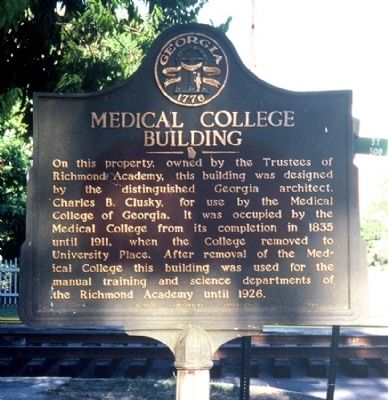 GEORGIA
1776
MEDICAL COLLEGE
BUILDING
On this property, owned by the Trustees of
Richmond Academy, this building was designed
by the distinguished Georgia architect,
Charles B. Clusky, for use by the Medical
College of Georgia. It was occupied by the
Medical College from its completion in 1835
until 1911, when the College removed to
University Place. After removal of the Med-
ical College this building was used for the
manual training and science departments of
the Richmond Academy until 1926.
ST
500